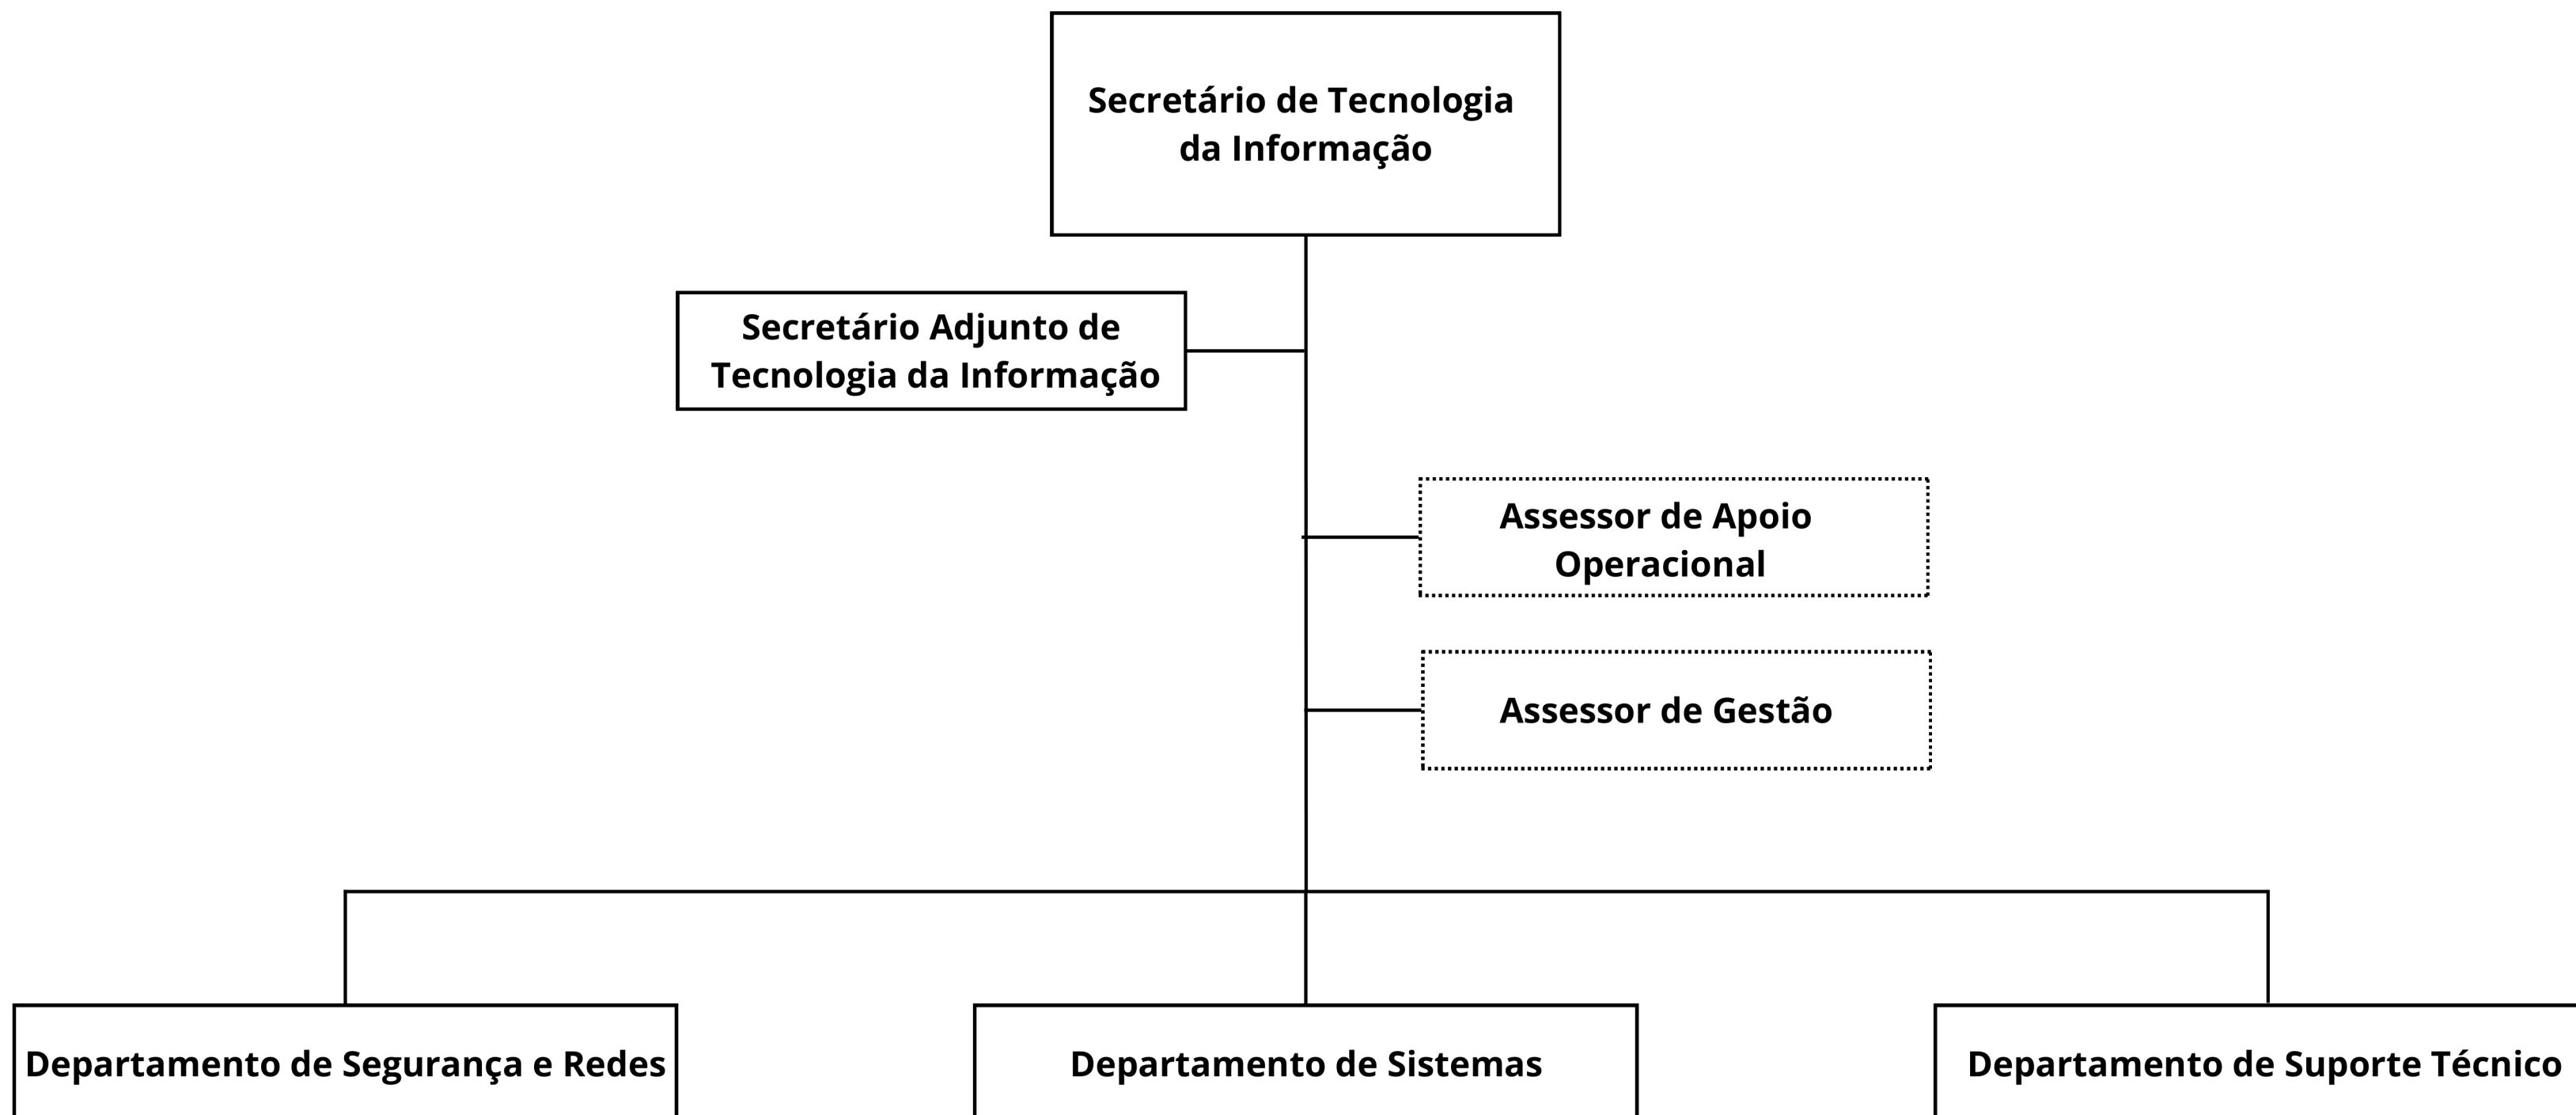 Secretário de Tecnologia
da Informação
Secretário Adjunto de
Tecnologia da Informação
Assessor de Apoio
Operacional
Assessor de Gestão
Departamento de Segurança e Redes
Departamento de Sistemas
Departamento de Suporte Técnico